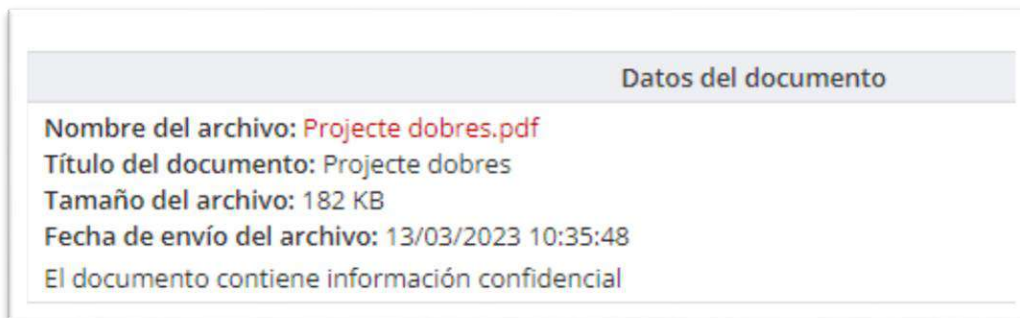 Datos del documento
Nombre del archivo: Projecte dobres.pdf
Título del documento: Projecte dobres
Tamaño del archivo: 182 KB
Fecha de envío del archivo: 13/03/2023 10:35:48
El documento contiene información confidencial